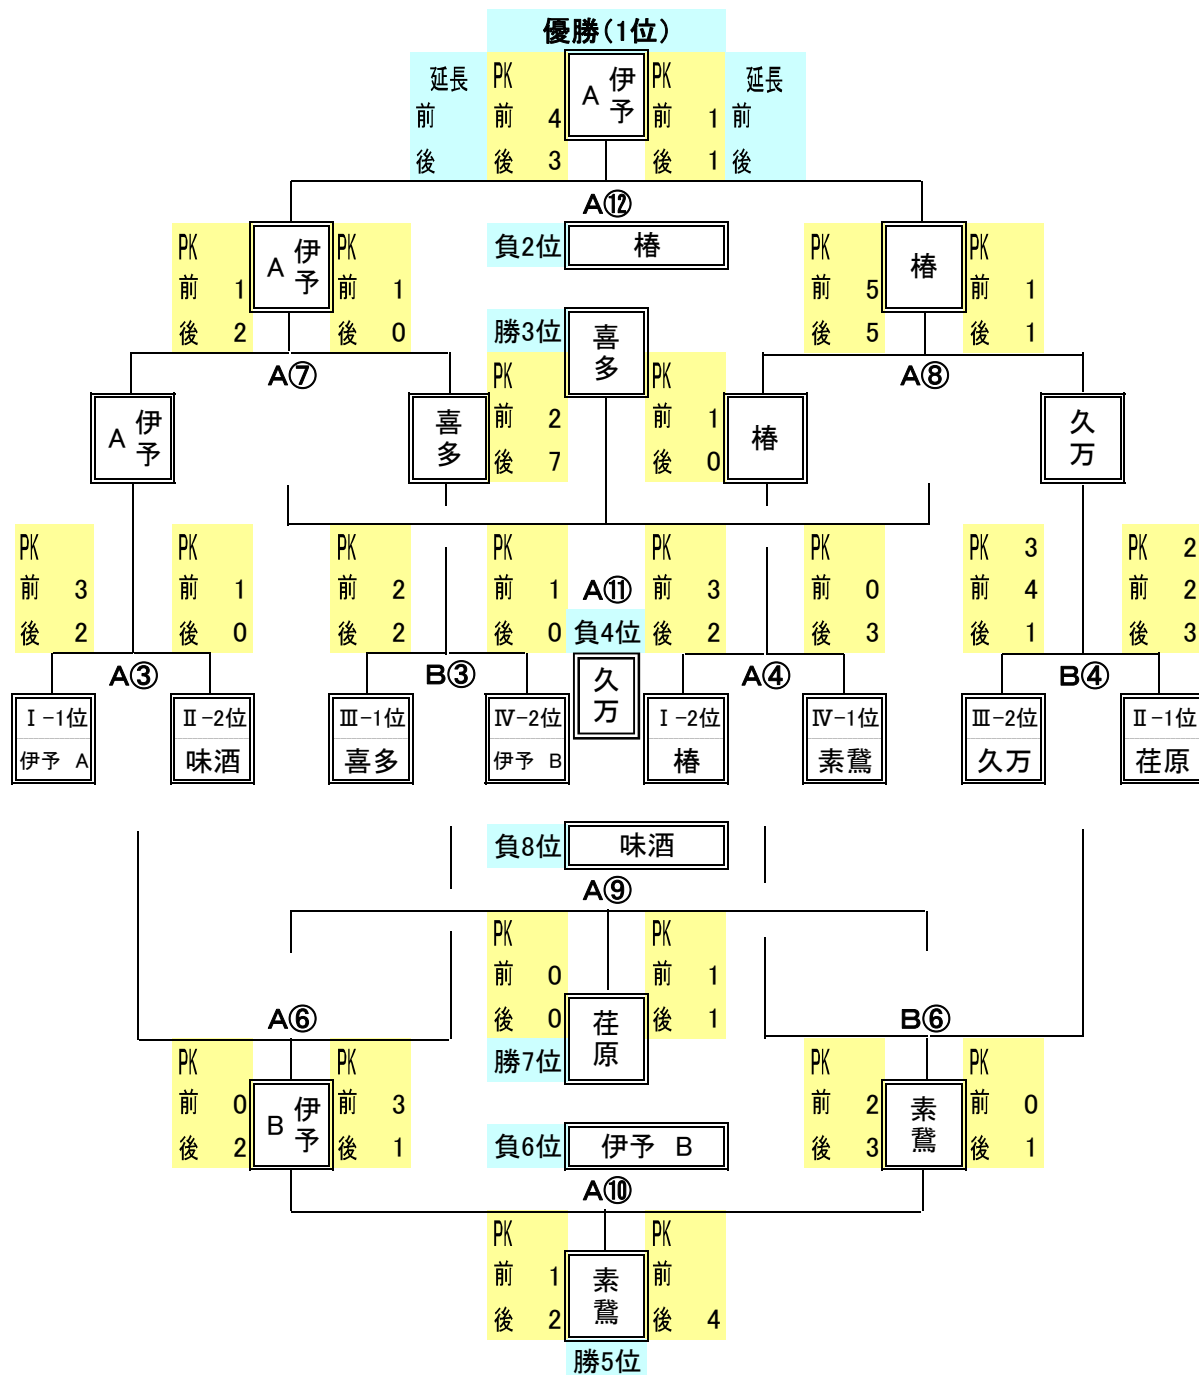 優勝(1位)
延長 PK A 伊予 PK 延長
前 前 4 前 1 前
後 後 3 後 1 後
A⑫
PK A 伊予 PK 負2位 椿 PK 椿 PK
前 1 前 1 前 5 前 1
後 2 後 0 勝3位 喜多 後 5 後 1
A⑦ PK PK A⑧
A 伊予 喜多 前 2 前 1 椿 久万
後 7 後 0
PK PK PK PK PK PK PK 3 PK 2
前 3 前 1 前 2 前 1 A⑪ 前 3 前 0 前 4 前 2
後 2 後 0 後 2 後 0 負4位 後 2 後 3 後 1 後 3
A③ B③ 久万 A④ B④
Ⅰ-1位 Ⅱ-2位 Ⅲ-1位 Ⅳ-2位 Ⅰ-2位 Ⅳ-1位 Ⅲ-2位 Ⅱ-1位
伊予 A 味酒 喜多 伊予 B 椿 素鵞 久万 荏原
負8位 味酒
A⑨
PK PK
前 0 前 1
A⑥ 後 0 荏原 後 1 B⑥
勝7位
PK B 伊予 PK PK 素鵞 PK
前 0 前 3 前 2 前 0
後 2 後 1 負6位 伊予 B 後 3 後 1
A⑩
PK PK
前 1 素鵞 前
後 2 後 4
勝5位